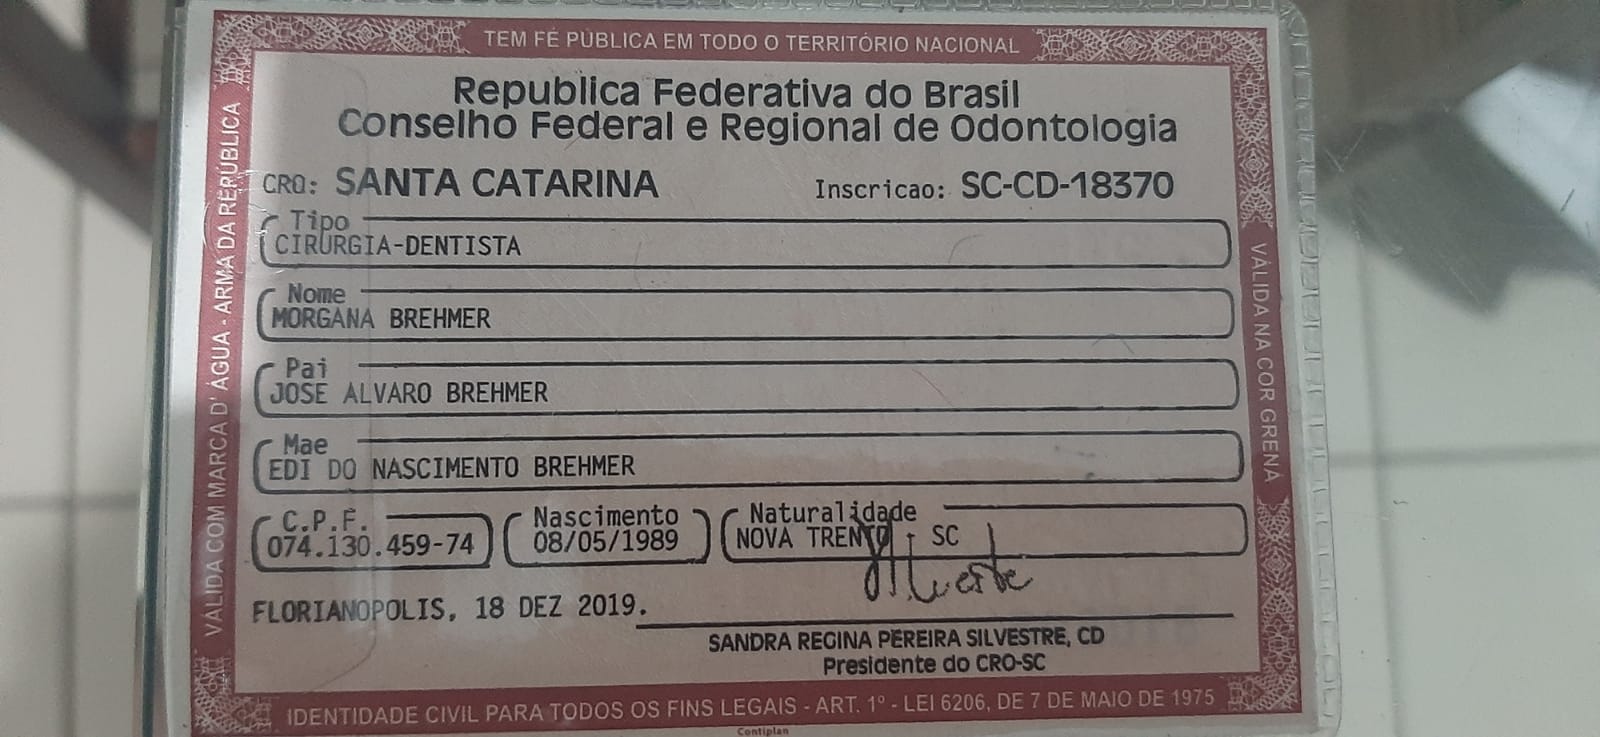 TEM FÉ PÚBLICA EM TODO O TERRITÓRIO NACIONAL
VÁLIDA COM MARCA D' ÁGUA - ARMA DA REPÚBLICA
Republica Federativa do Brasil
Conselho Federal e Regional de Odontologia
CRO: SANTA CATARINA Inscricao: SC-CD-18370
Tipo
CIRURGIA-DENTISTA
Nome
MORGANA BREHMER
Pai
JOSE ALVARO BREHMER
Mae
EDI DO NASCIMENTO BREHMER
C.P.F. Nascimento Naturalidade
074.130.459-74 08/05/1989 NOVA TRENTO - SC
FLORIANOPOLIS, 18 DEZ 2019.
SANDRA REGINA PEREIRA SILVESTRE, CD
Presidente do CRO-SC
VÁLIDA NA COR GRENÁ
IDENTIDADE CIVIL PARA TODOS OS FINS LEGAIS - ART. 1º - LEI 6206, DE 7 DE MAIO DE 1975
Contiplan